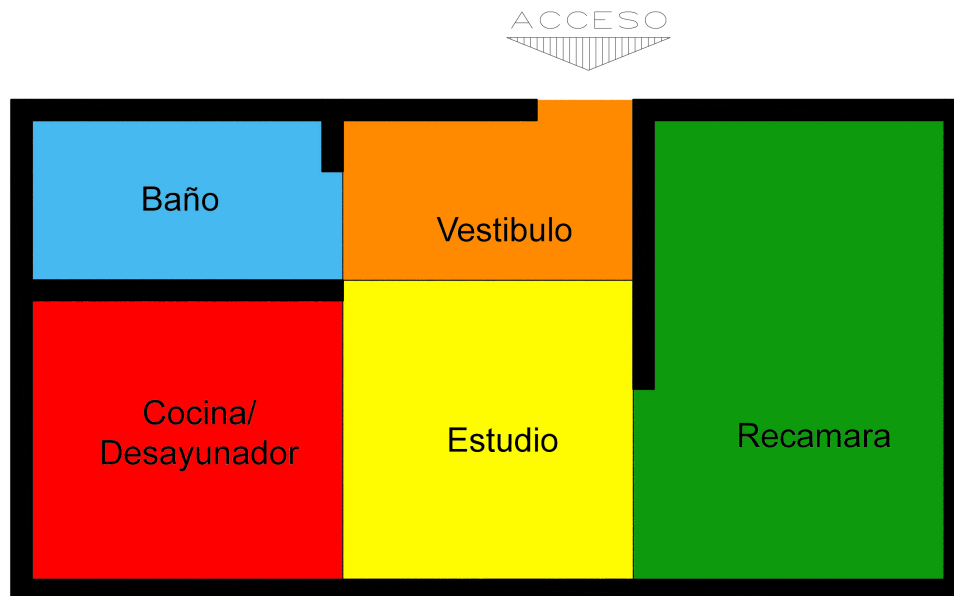 ACCESO
Baño
Vestibulo
Cocina/
Desayunador
Estudio
Recamara